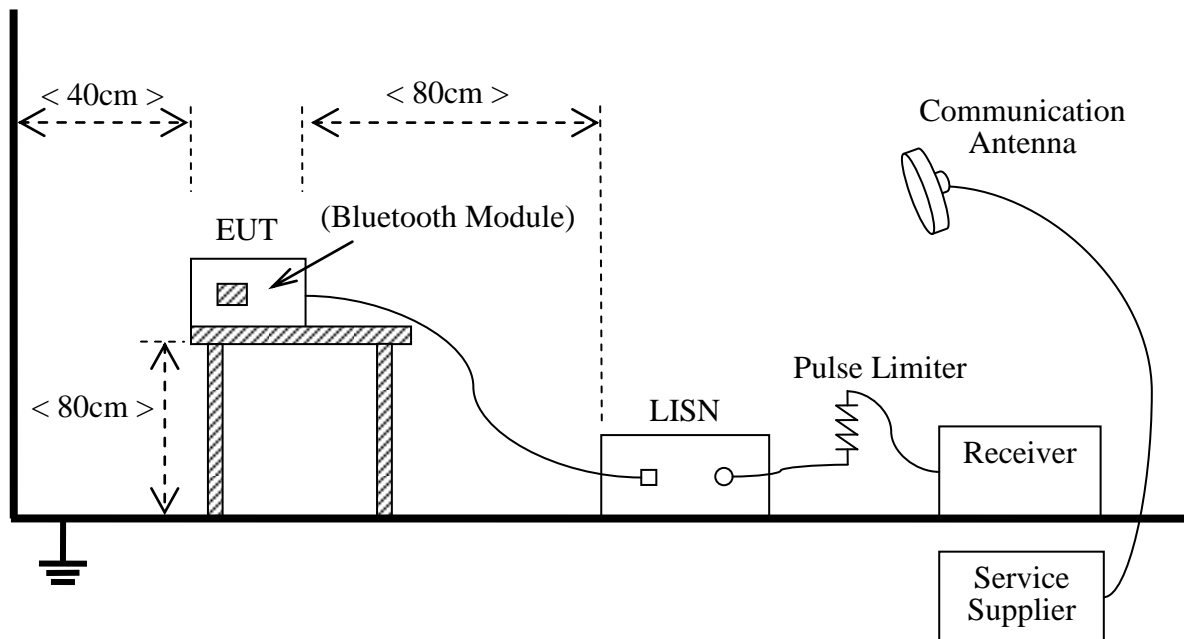 < 40cm >
< 80cm >
Communication
Antenna
(Bluetooth Module)
EUT
Pulse Limiter
< 80cm >
LISN
Receiver
Service
Supplier